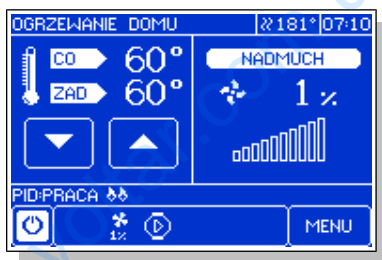 OGRZEWANIE DOMU 181° 07:10
CO 60°
ZAD 60°
NADMUCH
1 %
PID:PRACA
1%
MENU